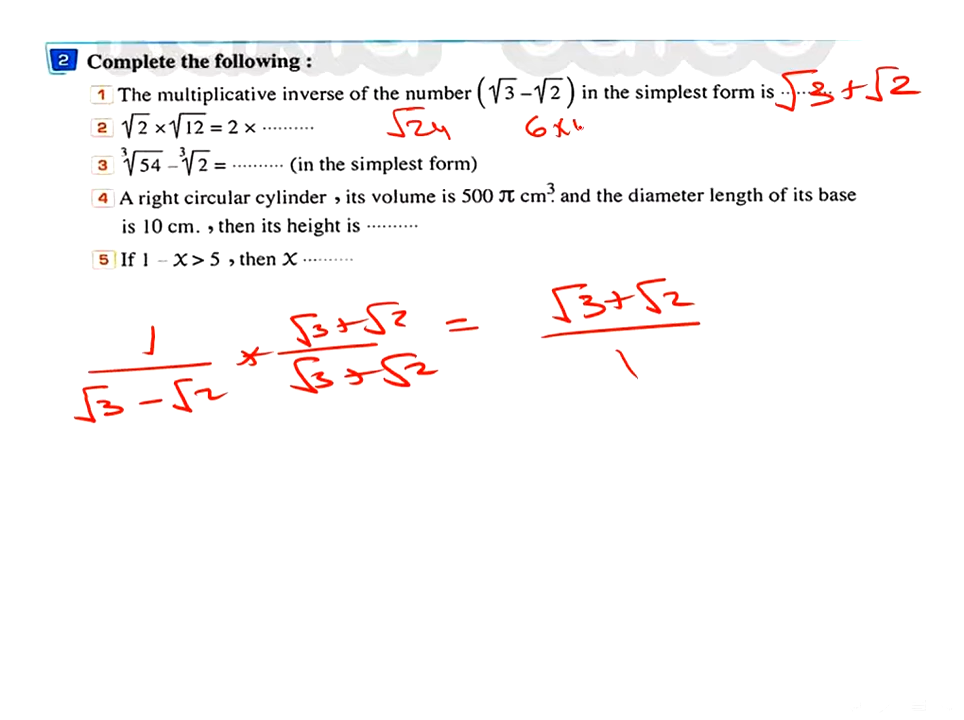 2 Complete the following :
1 The multiplicative inverse of the number (√3 – √2) in the simplest form is ........ √3 + √2
2 √2 × √12 = 2 × .......... √24 6×4
3 ∛54 – ∛2 = .......... (in the simplest form)
4 A right circular cylinder , its volume is 500 π cm³. and the diameter length of its base
is 10 cm. , then its height is ..........
5 If 1 – x > 5 , then x ..........
1/(√3 – √2) * (√3 + √2)/(√3 + √2) = (√3 + √2)/1